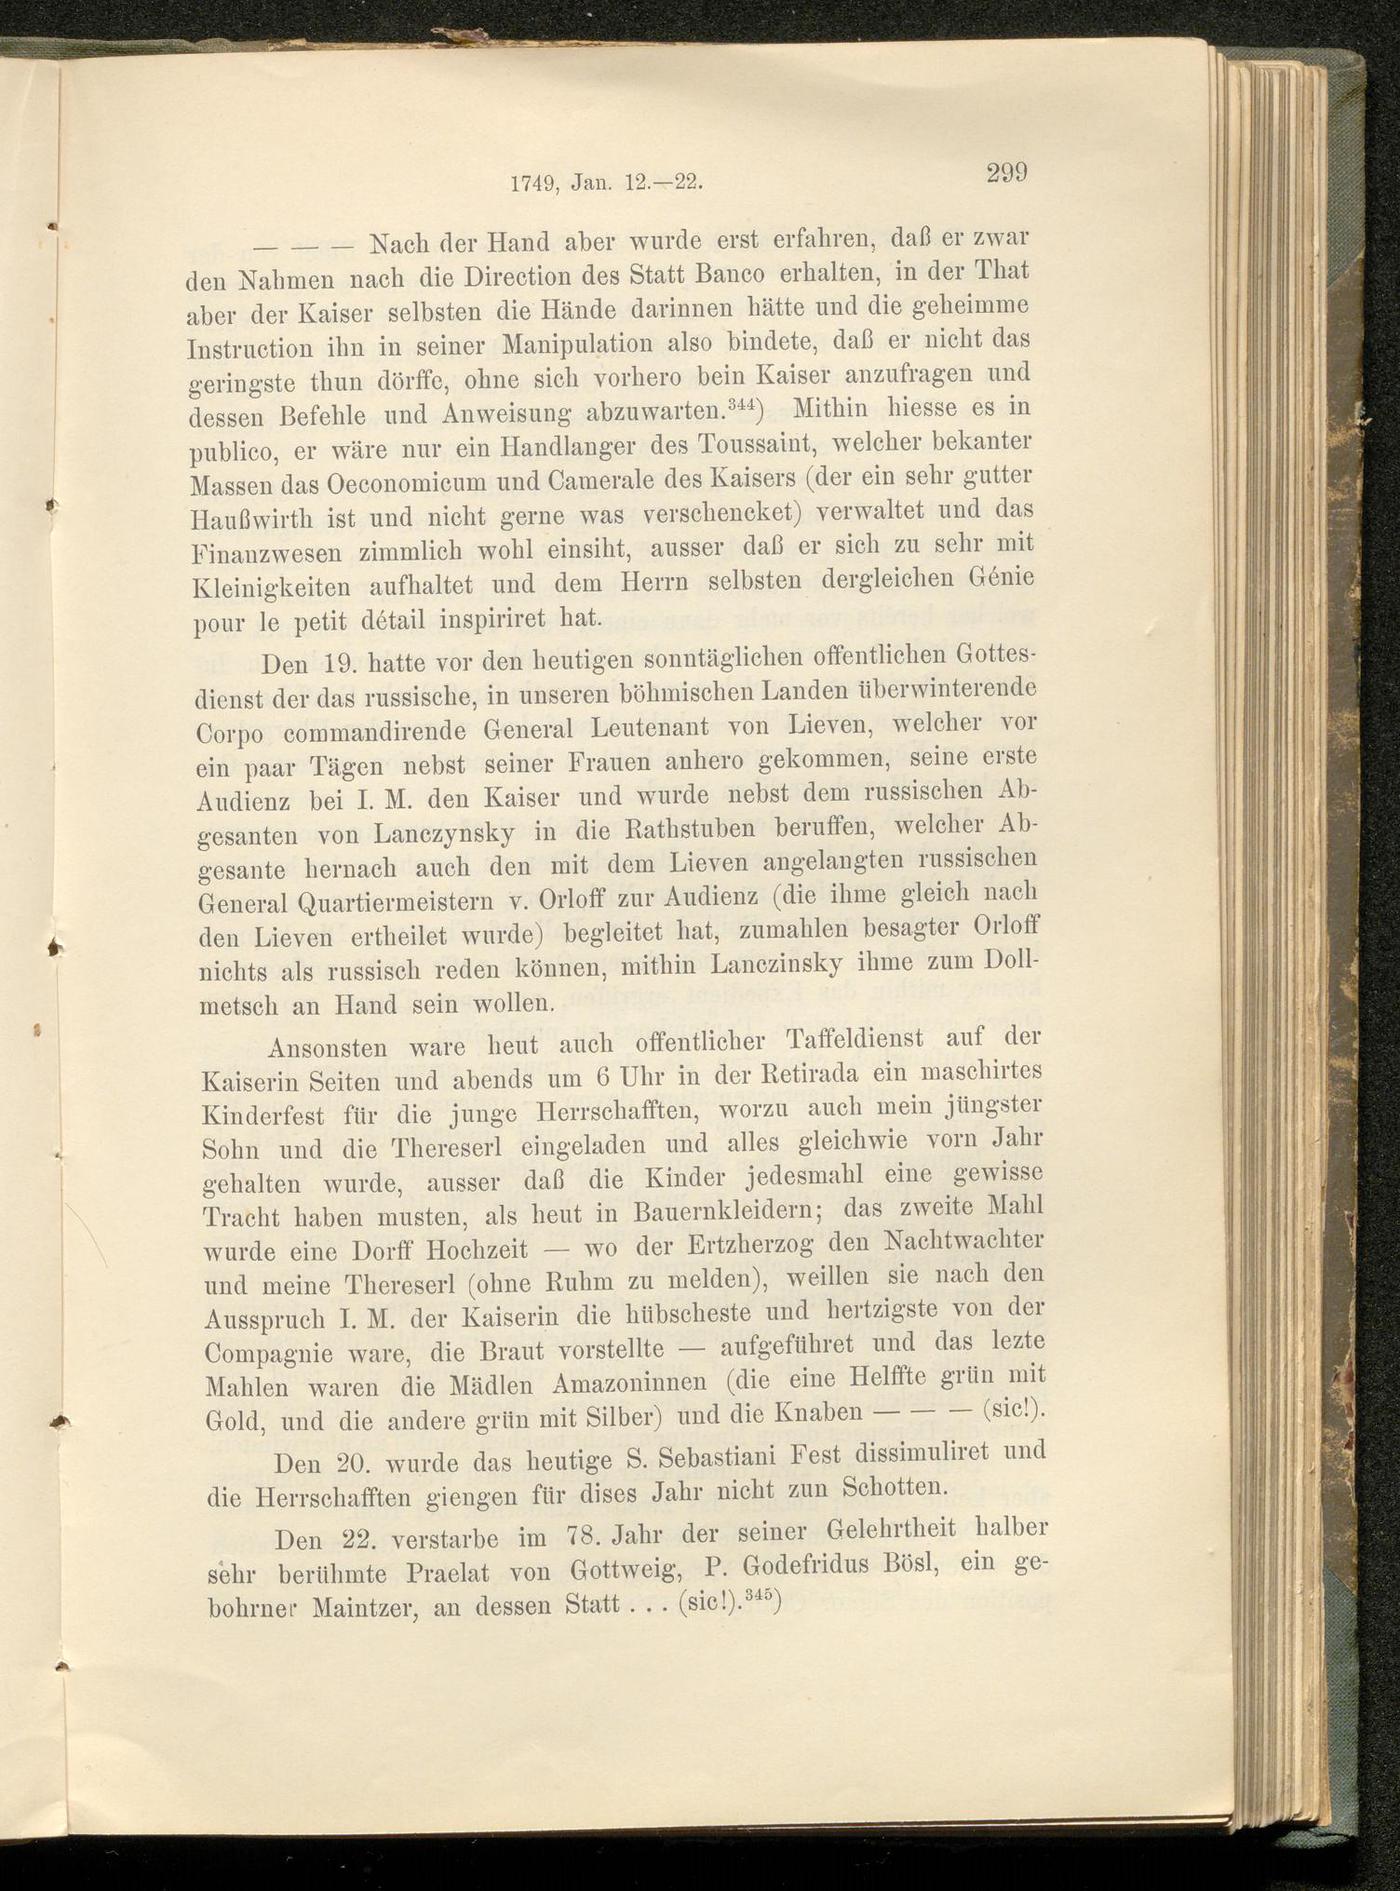 1749, Jan. 12.—22.
299
— — — Nach der Hand aber wurde erst erfahren, daß er zwar
den Nahmen nach die Direction des Statt Banco erhalten, in der That
aber der Kaiser selbsten die Hände darinnen hätte und die geheimme
Instruction ihn in seiner Manipulation also bindete, daß er nicht das
geringste thun dörffe, ohne sich vorhero bein Kaiser anzufragen und
dessen Befehle und Anweisung abzuwarten.³⁴⁴) Mithin hiesse es in
publico, er wäre nur ein Handlanger des Toussaint, welcher bekanter
Massen das Oeconomicum und Camerale des Kaisers (der ein sehr gutter
Haußwirth ist und nicht gerne was verschencket) verwaltet und das
Finanzwesen zimmlich wohl einsiht, ausser daß er sich zu sehr mit
Kleinigkeiten aufhaltet und dem Herrn selbsten dergleichen Génie
pour le petit détail inspiriret hat.
Den 19. hatte vor den heutigen sonntäglichen offentlichen Gottes-
dienst der das russische, in unseren böhmischen Landen überwinterende
Corpo commandirende General Leutenant von Lieven, welcher vor
ein paar Tägen nebst seiner Frauen anhero gekommen, seine erste
Audienz bei I. M. den Kaiser und wurde nebst dem russischen Ab-
gesanten von Lanczynsky in die Rathstuben beruffen, welcher Ab-
gesante hernach auch den mit dem Lieven angelangten russischen
General Quartiermeistern v. Orloff zur Audienz (die ihme gleich nach
den Lieven ertheilet wurde) begleitet hat, zumahlen besagter Orloff
nichts als russisch reden können, mithin Lanczinsky ihme zum Doll-
metsch an Hand sein wollen.
Ansonsten ware heut auch offentlicher Taffeldienst auf der
Kaiserin Seiten und abends um 6 Uhr in der Retirada ein maschirtes
Kinderfest für die junge Herrschafften, worzu auch mein jüngster
Sohn und die Thereserl eingeladen und alles gleichwie vorn Jahr
gehalten wurde, ausser daß die Kinder jedesmahl eine gewisse
Tracht haben musten, als heut in Bauernkleidern; das zweite Mahl
wurde eine Dorff Hochzeit — wo der Ertzherzog den Nachtwachter
und meine Thereserl (ohne Ruhm zu melden), weillen sie nach den
Ausspruch I. M. der Kaiserin die hübscheste und hertzigste von der
Compagnie ware, die Braut vorstellte — aufgeführet und das lezte
Mahlen waren die Mädlen Amazoninnen (die eine Helffte grün mit
Gold, und die andere grün mit Silber) und die Knaben — — — (sic!).
Den 20. wurde das heutige S. Sebastiani Fest dissimuliret und
die Herrschafften giengen für dises Jahr nicht zun Schotten.
Den 22. verstarbe im 78. Jahr der seiner Gelehrtheit halber
sehr berühmte Praelat von Gottweig, P. Godefridus Bösl, ein ge-
bohrner Maintzer, an dessen Statt . . . (sic!).³⁴⁵)